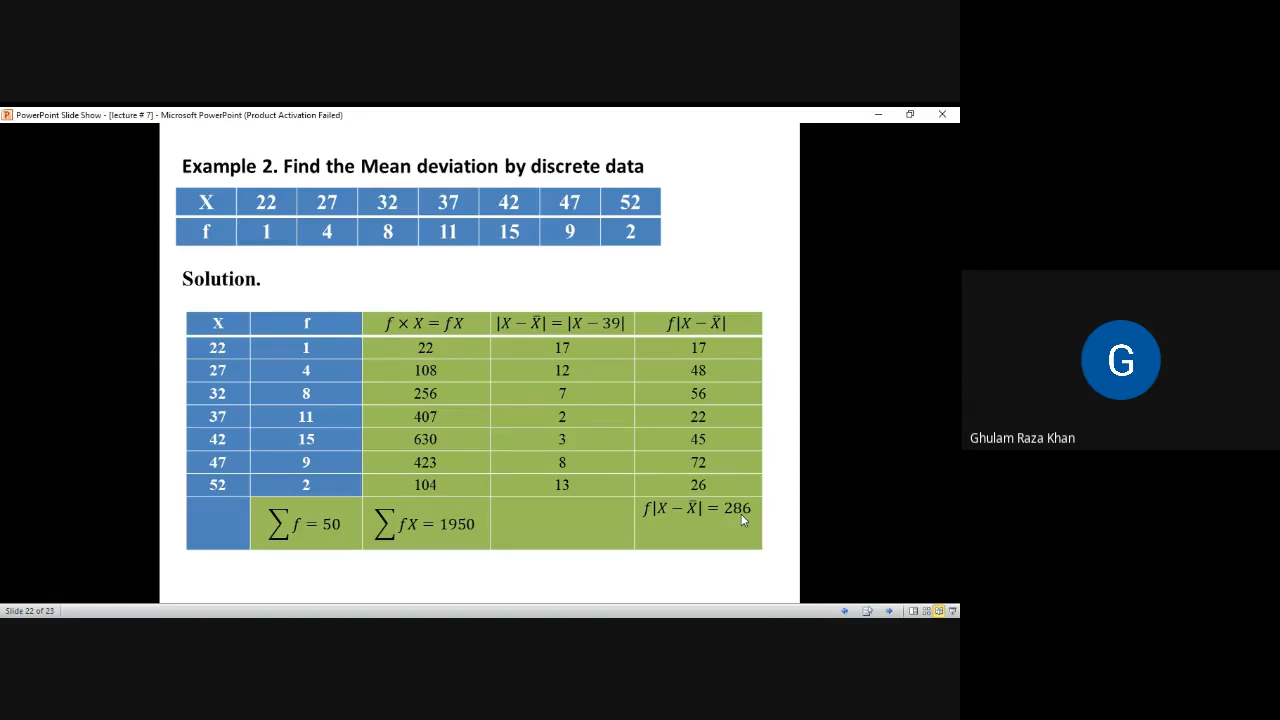 PowerPoint Slide Show - [lecture # 7] - Microsoft PowerPoint (Product Activation Failed)
Example 2. Find the Mean deviation by discrete data
X 22 27 32 37 42 47 52
f 1 4 8 11 15 9 2
Solution.
X f f × X = fX |X − X̄| = |X − 39| f|X − X̄|
22 1 22 17 17
27 4 108 12 48
32 8 256 7 56
37 11 407 2 22
42 15 630 3 45
47 9 423 8 72
52 2 104 13 26
∑ f = 50 ∑ fX = 1950 f|X − X̄| = 286
Slide 22 of 23
G
Ghulam Raza Khan